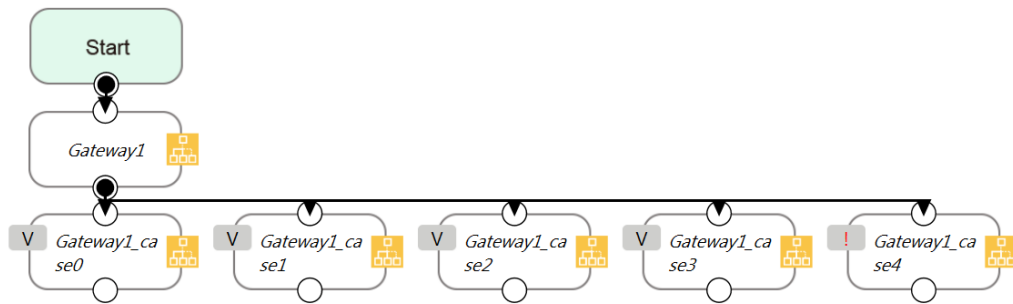 Start
Gateway1
V
Gateway1_ca
se0
V
Gateway1_ca
se1
V
Gateway1_ca
se2
V
Gateway1_ca
se3
!
Gateway1_ca
se4